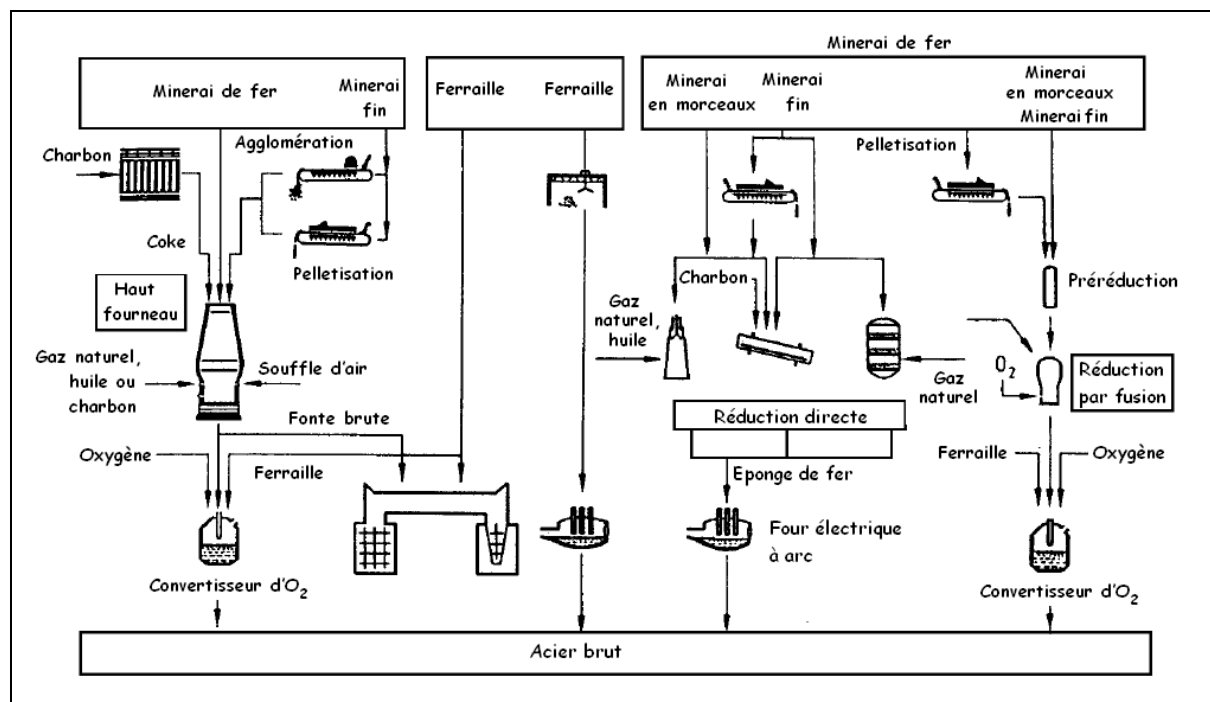 Minerai de fer
Minerai de fer
Minerai
fin
Ferraille
Ferraille
Minerai
en morceaux
Minerai
fin
Minerai
en morceaux
Minerai fin
Charbon
Agglomération
Pelletisation
Coke
Pelletisation
Haut
fourneau
Charbon
Gaz
naturel,
huile
Préréduction
Gaz naturel,
huile ou
charbon
Souffle d'air
O2
Gaz
naturel
Réduction
par fusion
Fonte brute
Réduction directe
Oxygène
Ferraille
Eponge de fer
Ferraille
Oxygène
Four électrique
à arc
Convertisseur d'O2
Convertisseur d'O2
Acier brut